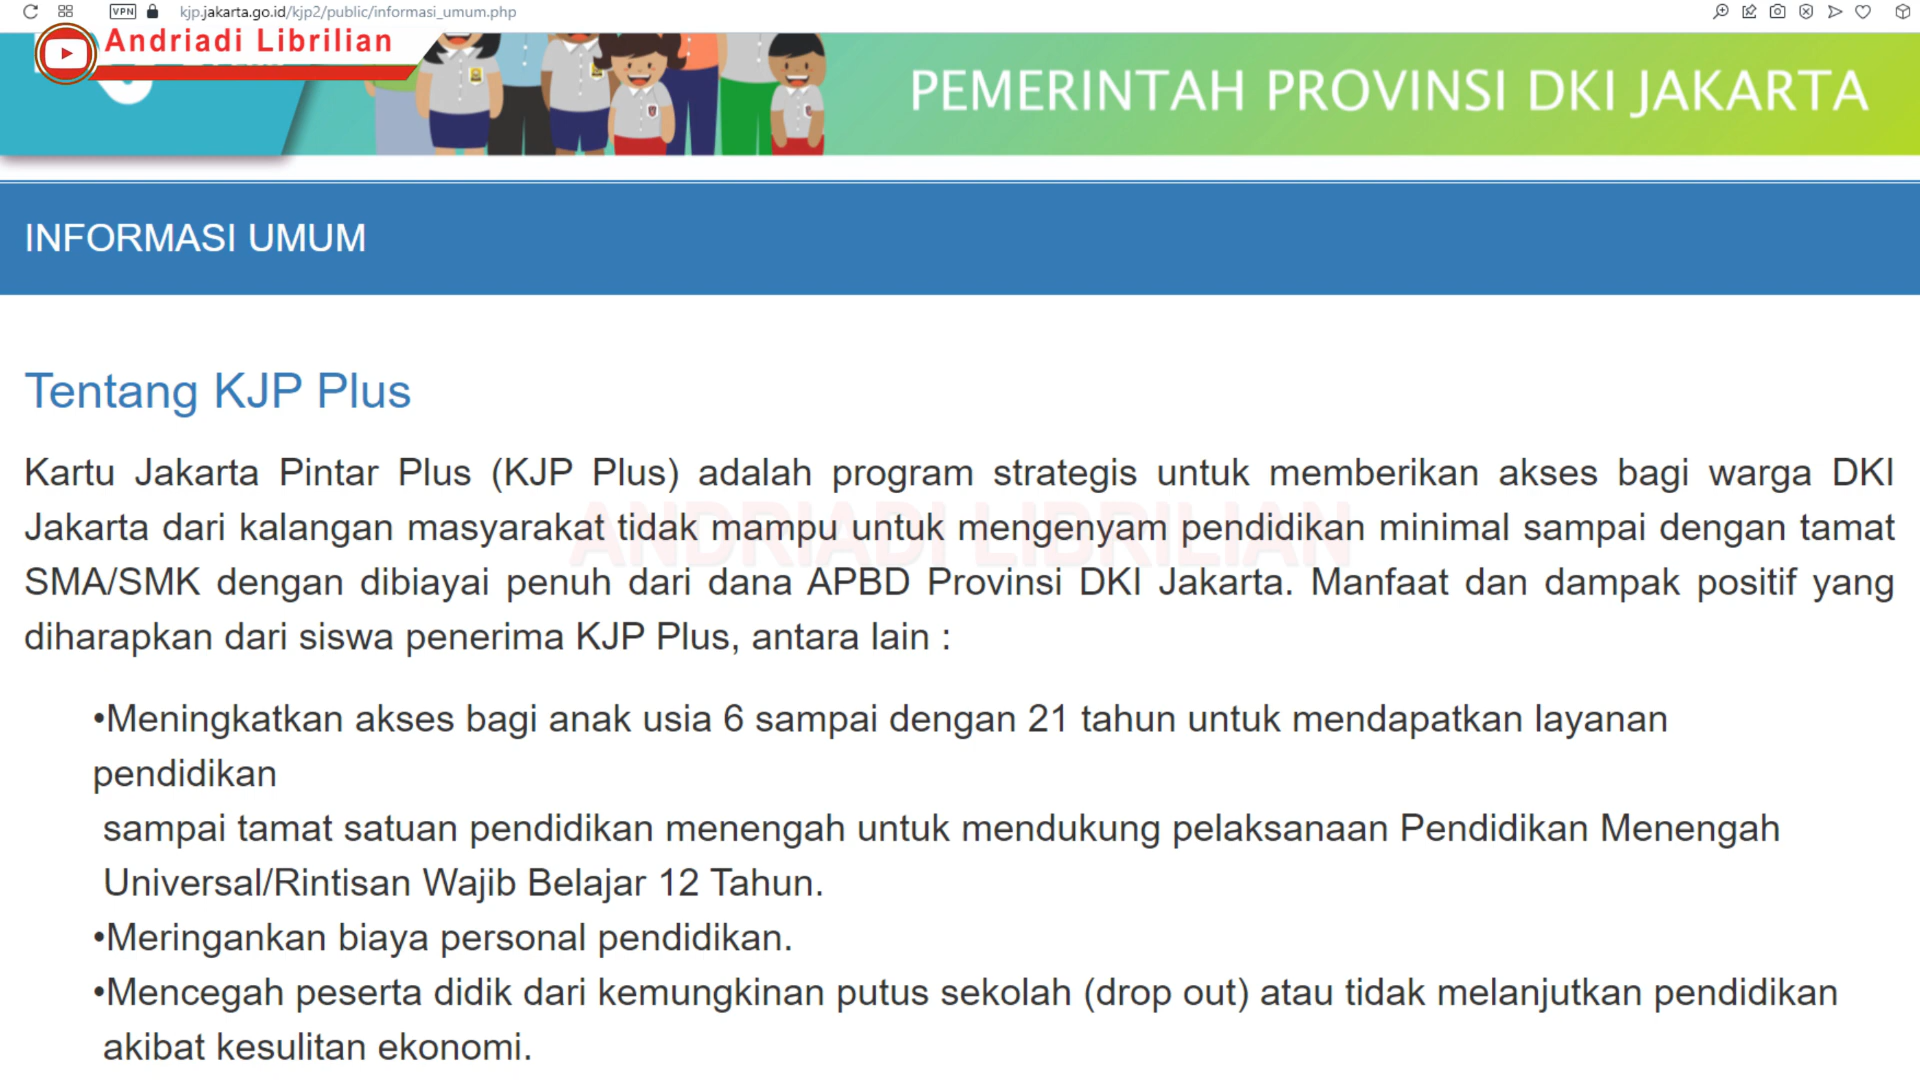 VPN kjp.jakarta.go.id/kjp2/public/informasi_umum.php
Andriadi Librilian
PEMERINTAH PROVINSI DKI JAKARTA
INFORMASI UMUM
Tentang KJP Plus
Kartu Jakarta Pintar Plus (KJP Plus) adalah program strategis untuk memberikan akses bagi warga DKI
Jakarta dari kalangan masyarakat tidak mampu untuk mengenyam pendidikan minimal sampai dengan tamat
ANDRIADI LIBRILIAN
SMA/SMK dengan dibiayai penuh dari dana APBD Provinsi DKI Jakarta. Manfaat dan dampak positif yang
diharapkan dari siswa penerima KJP Plus, antara lain :
•Meningkatkan akses bagi anak usia 6 sampai dengan 21 tahun untuk mendapatkan layanan
pendidikan
sampai tamat satuan pendidikan menengah untuk mendukung pelaksanaan Pendidikan Menengah
Universal/Rintisan Wajib Belajar 12 Tahun.
•Meringankan biaya personal pendidikan.
•Mencegah peserta didik dari kemungkinan putus sekolah (drop out) atau tidak melanjutkan pendidikan
akibat kesulitan ekonomi.